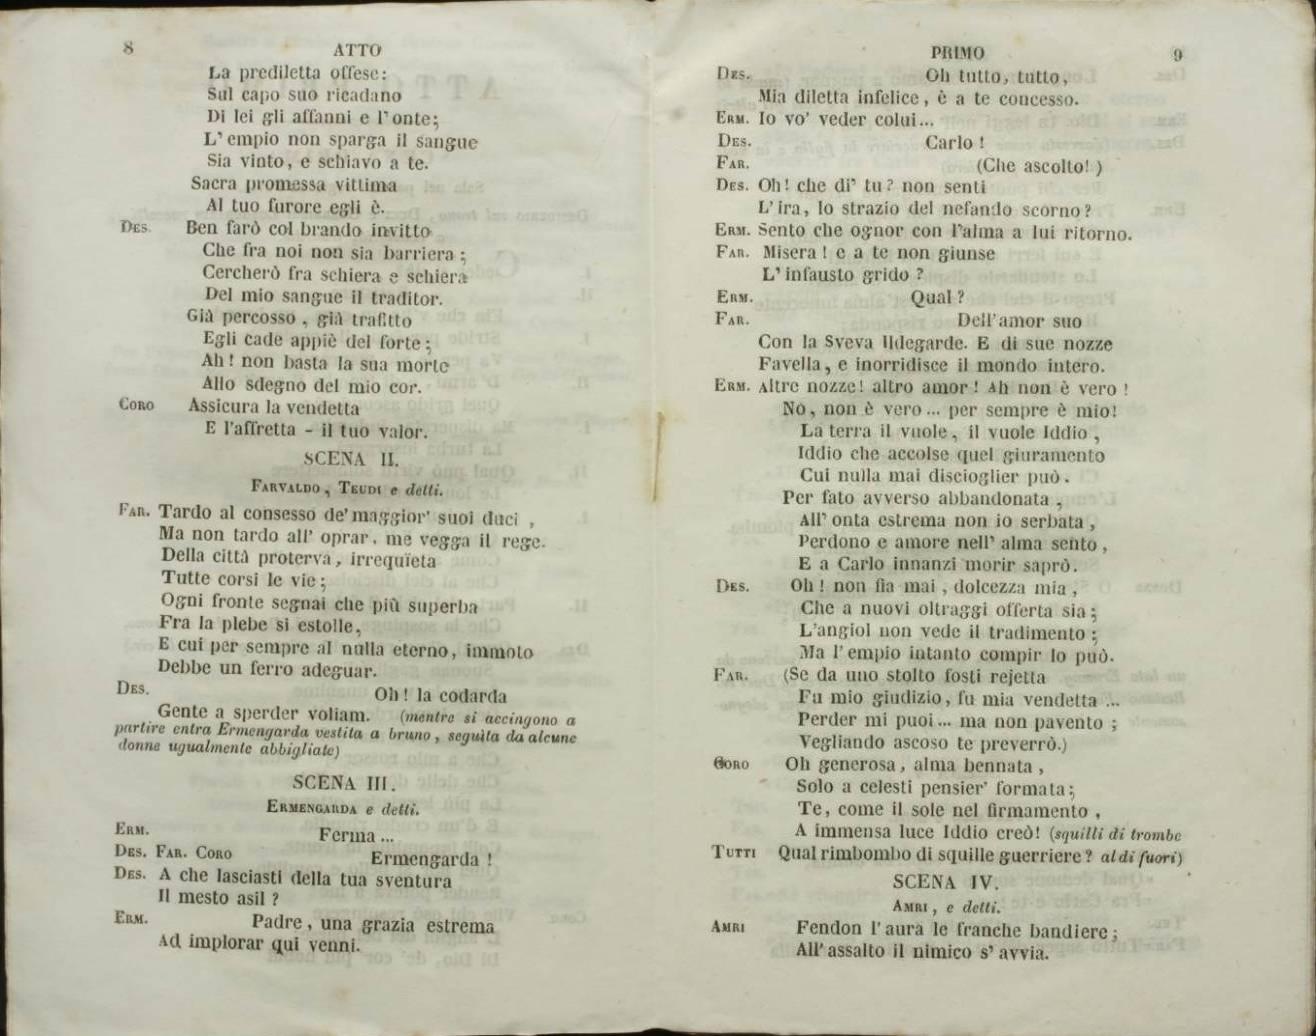 8 ATTO
La prediletta offese:
Sul capo suo ricadano
Di lei gli affanni e l'onte;
L'empio non sparga il sangue
Sia vinto, e schiavo a te.
Sacra promessa vittima
Al tuo furore egli è.
DES. Ben farò col brando invitto
Che fra noi non sia barriera;
Cercherò fra schiera e schiera
Del mio sangue il traditor.
Già percosso, già trafitto
Egli cade appiè del forte;
Ah! non basta la sua morte
Allo sdegno del mio cor.
CORO Assicura la vendetta
E l'affretta - il tuo valor.
SCENA II.
FARVALDO, TEUDI e detti.
FAR. Tardo al consesso de' maggior' suoi duci,
Ma non tardo all' oprar, me vegga il rege.
Della città proterva, irrequïeta
Tutte corsi le vie;
Ogni fronte segnai che più superba
Fra la plebe si estolle,
E cui per sempre al nulla eterno, immoto
Debbe un ferro adeguar.
DES. Oh! la codarda
Gente a sperder voliam. (mentre si accingono a
partire entra Ermengarda vestita a bruno, seguita da alcune
donne ugualmente abbigliate)
SCENA III.
ERMENGARDA e detti.
ERM. Ferma...
DES. FAR. CORO Ermengarda!
DES. A che lasciasti della tua sventura
Il mesto asil?
ERM. Padre, una grazia estrema
Ad implorar qui venni.
PRIMO 9
DES. Oh tutto, tutto,
Mia diletta infelice, è a te concesso.
ERM. Io vo' veder colui...
DES. Carlo!
FAR. (Che ascolto!)
DES. Oh! che di' tu? non senti
L'ira, lo strazio del nefando scorno?
ERM. Sento che ognor con l'alma a lui ritorno.
FAR. Misera! e a te non giunse
L'infausto grido?
ERM. Qual?
FAR. Dell'amor suo
Con la Sveva Ildegarde. E di sue nozze
Favella, e inorridisce il mondo intero.
ERM. Altre nozze! altro amor! Ah non è vero!
No, non è vero... per sempre è mio!
La terra il vuole, il vuole Iddio,
Iddio che accolse quel giuramento
Cui nulla mai discioglier può.
Per fato avverso abbandonata,
All' onta estrema non io serbata,
Perdono e amore nell' alma sento,
E a Carlo innanzi morir saprò.
DES. Oh! non fia mai, dolcezza mia,
Che a nuovi oltraggi offerta sia;
L'angiol non vede il tradimento;
Ma l'empio intanto compir lo può.
FAR. (Se da uno stolto fosti rejetta
Fu mio giudizio, fu mia vendetta...
Perder mi puoi... ma non pavento;
Vegliando ascoso te preverrò.)
CORO Oh generosa, alma bennata,
Solo a celesti pensier' formata;
Te, come il sole nel firmamento,
A immensa luce Iddio creò! (squilli di trombe
TUTTI Qual rimbombo di squille guerriere? al di fuori)
SCENA IV.
AMRI, e detti.
AMRI Fendon l'aura le franche bandiere;
All' assalto il nimico s' avvia.